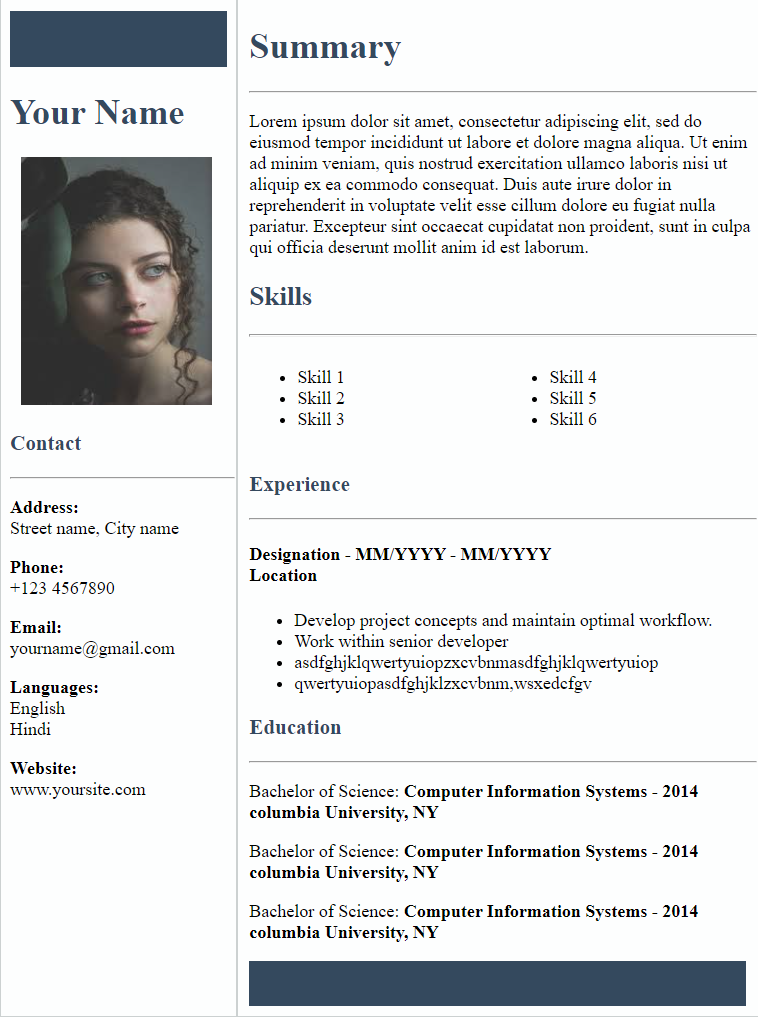 Your Name
Contact
Address:
Street name, City name
Phone:
+123 4567890
Email:
yourname@gmail.com
Languages:
English
Hindi
Website:
www.yoursite.com
Summary
Lorem ipsum dolor sit amet, consectetur adipiscing elit, sed do
eiusmod tempor incididunt ut labore et dolore magna aliqua. Ut enim
ad minim veniam, quis nostrud exercitation ullamco laboris nisi ut
aliquip ex ea commodo consequat. Duis aute irure dolor in
reprehenderit in voluptate velit esse cillum dolore eu fugiat nulla
pariatur. Excepteur sint occaecat cupidatat non proident, sunt in culpa
qui officia deserunt mollit anim id est laborum.
Skills
• Skill 1
• Skill 2
• Skill 3
• Skill 4
• Skill 5
• Skill 6
Experience
Designation - MM/YYYY - MM/YYYY
Location
• Develop project concepts and maintain optimal workflow.
• Work within senior developer
• asdfghjklqwertyuiopzxcvbnmasdfghjklqwertyuiop
• qwertyuiopasdfghjklzxcvbnm,wsxedcfgv
Education
Bachelor of Science: Computer Information Systems - 2014
columbia University, NY
Bachelor of Science: Computer Information Systems - 2014
columbia University, NY
Bachelor of Science: Computer Information Systems - 2014
columbia University, NY